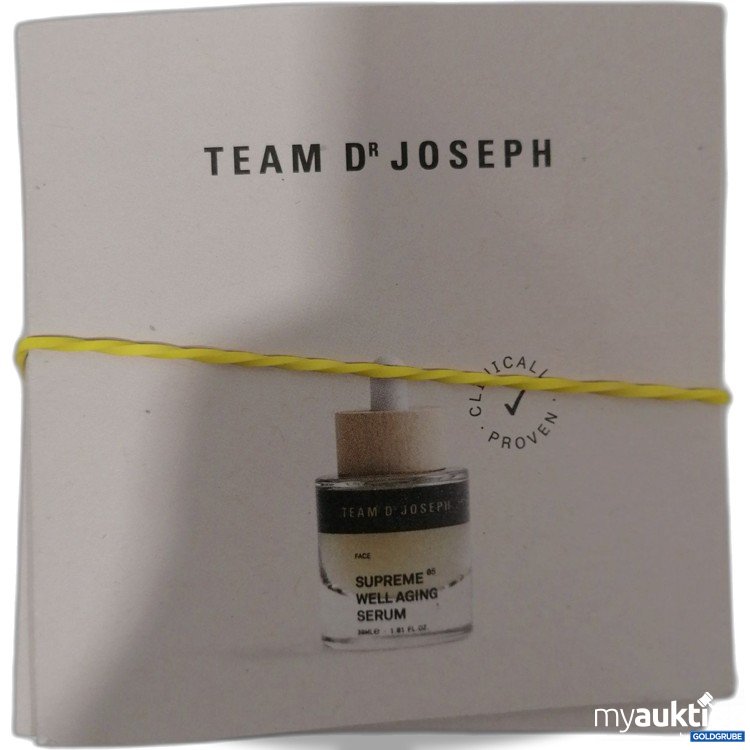 TEAM Dᴿ JOSEPH
CLINICALLY PROVEN
TEAM Dᴿ JOSEPH
FACE
SUPREME 05
WELL AGING
SERUM
30ML℮ 1.01 FL.OZ.
myaukti
GOLDGRUBE